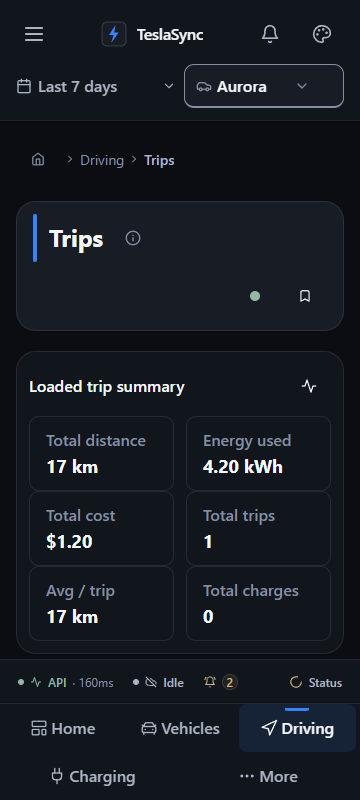 TeslaSync
Last 7 days
Aurora
Driving
Trips
Trips
Loaded trip summary
Total distance
17 km
Energy used
4.20 kWh
Total cost
$1.20
Total trips
1
Avg / trip
17 km
Total charges
0
API · 160ms
Idle
2
Status
Home
Vehicles
Driving
Charging
More